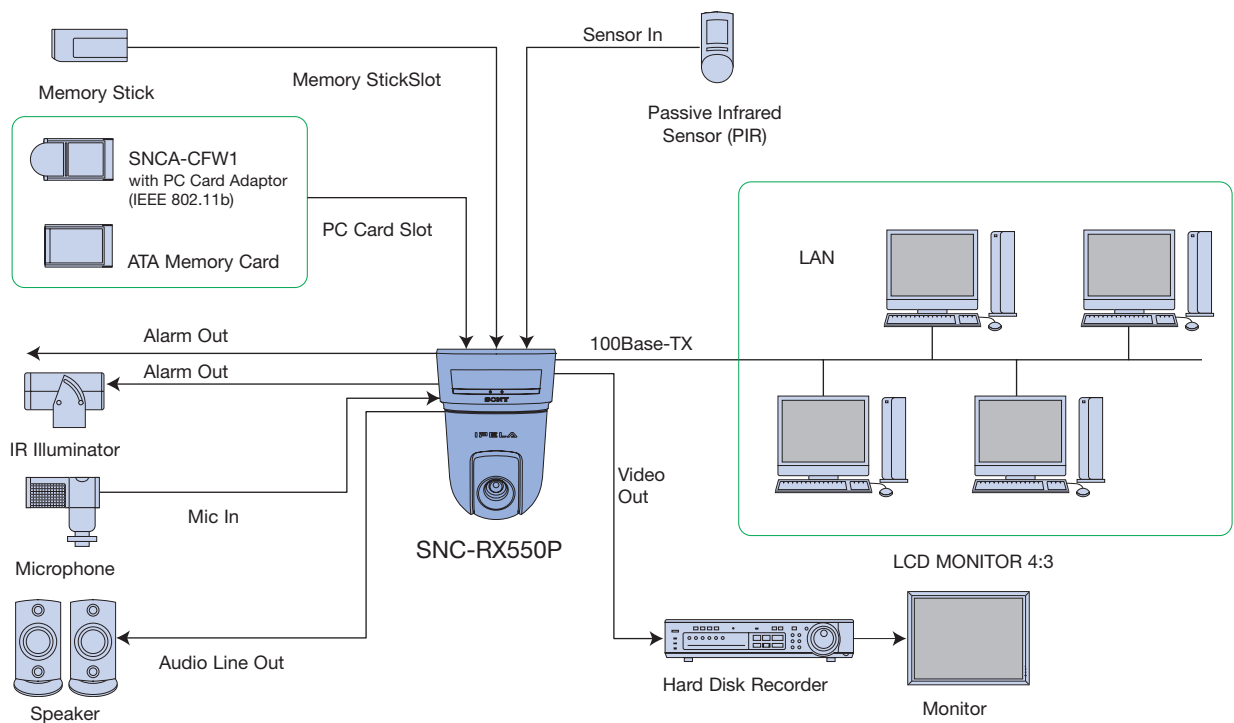 Sensor In
Memory StickSlot
Memory Stick
Passive Infrared
Sensor (PIR)
SNCA-CFW1
with PC Card Adaptor
(IEEE 802.11b)
PC Card Slot
ATA Memory Card
LAN
Alarm Out
100Base-TX
Alarm Out
SONY
IPELA
IR Illuminator
Video
Out
Mic In
SNC-RX550P
Microphone
LCD MONITOR 4:3
Audio Line Out
Hard Disk Recorder
Speaker
Monitor